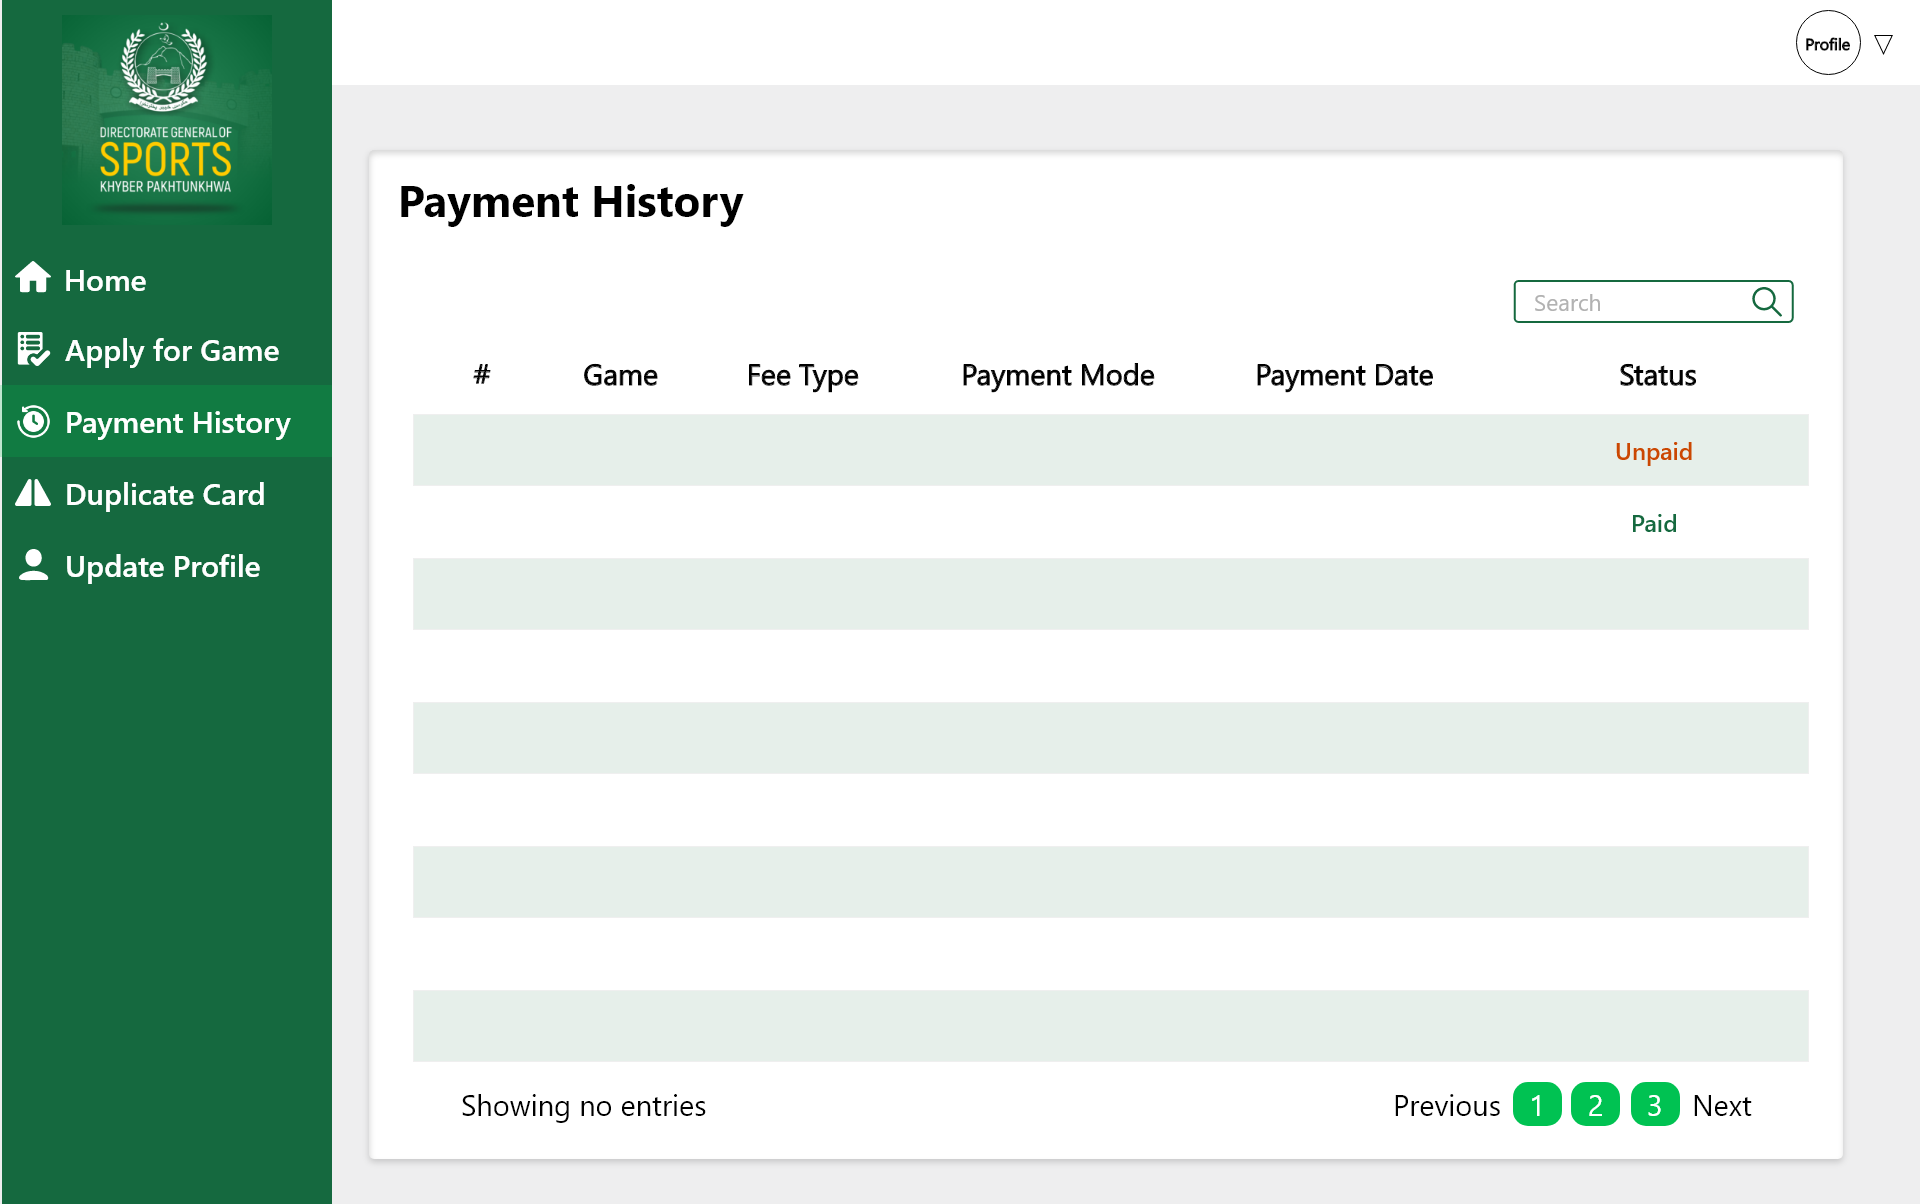 DIRECTORATE GENERAL OF
SPORTS
KHYBER PAKHTUNKHWA
Home
Apply for Game
Payment History
Duplicate Card
Update Profile
Profile
Payment History
Search
# Game Fee Type Payment Mode Payment Date Status
Unpaid
Paid
Showing no entries
Previous 1 2 3 Next